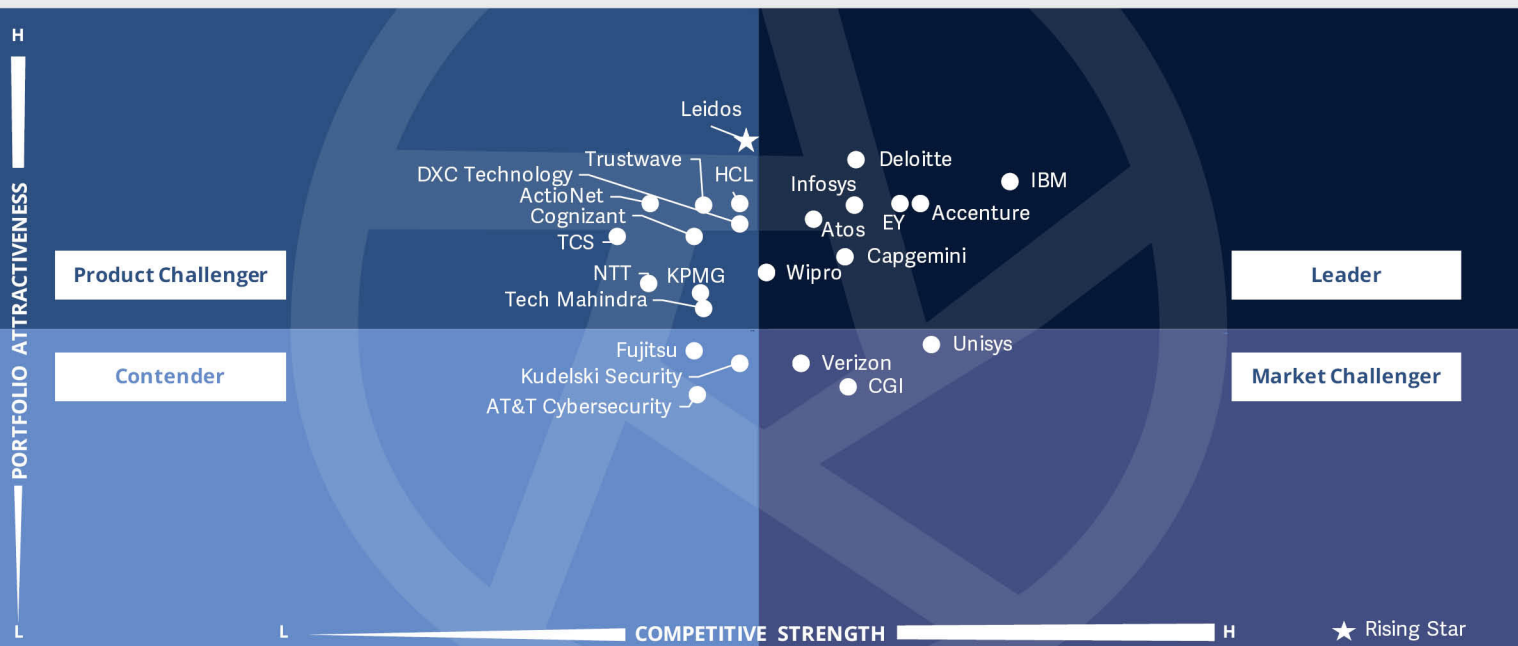 H
PORTFOLIO ATTRACTIVENESS
L
Leidos
Trustwave
DXC Technology
HCL
ActioNet
Cognizant
TCS
NTT
KPMG
Tech Mahindra
Product Challenger
Deloitte
IBM
Infosys
Accenture
EY
Atos
Capgemini
Wipro
Leader
Fujitsu
Kudelski Security
AT&T Cybersecurity
Contender
Unisys
Verizon
CGI
Market Challenger
L
COMPETITIVE STRENGTH
H
Rising Star